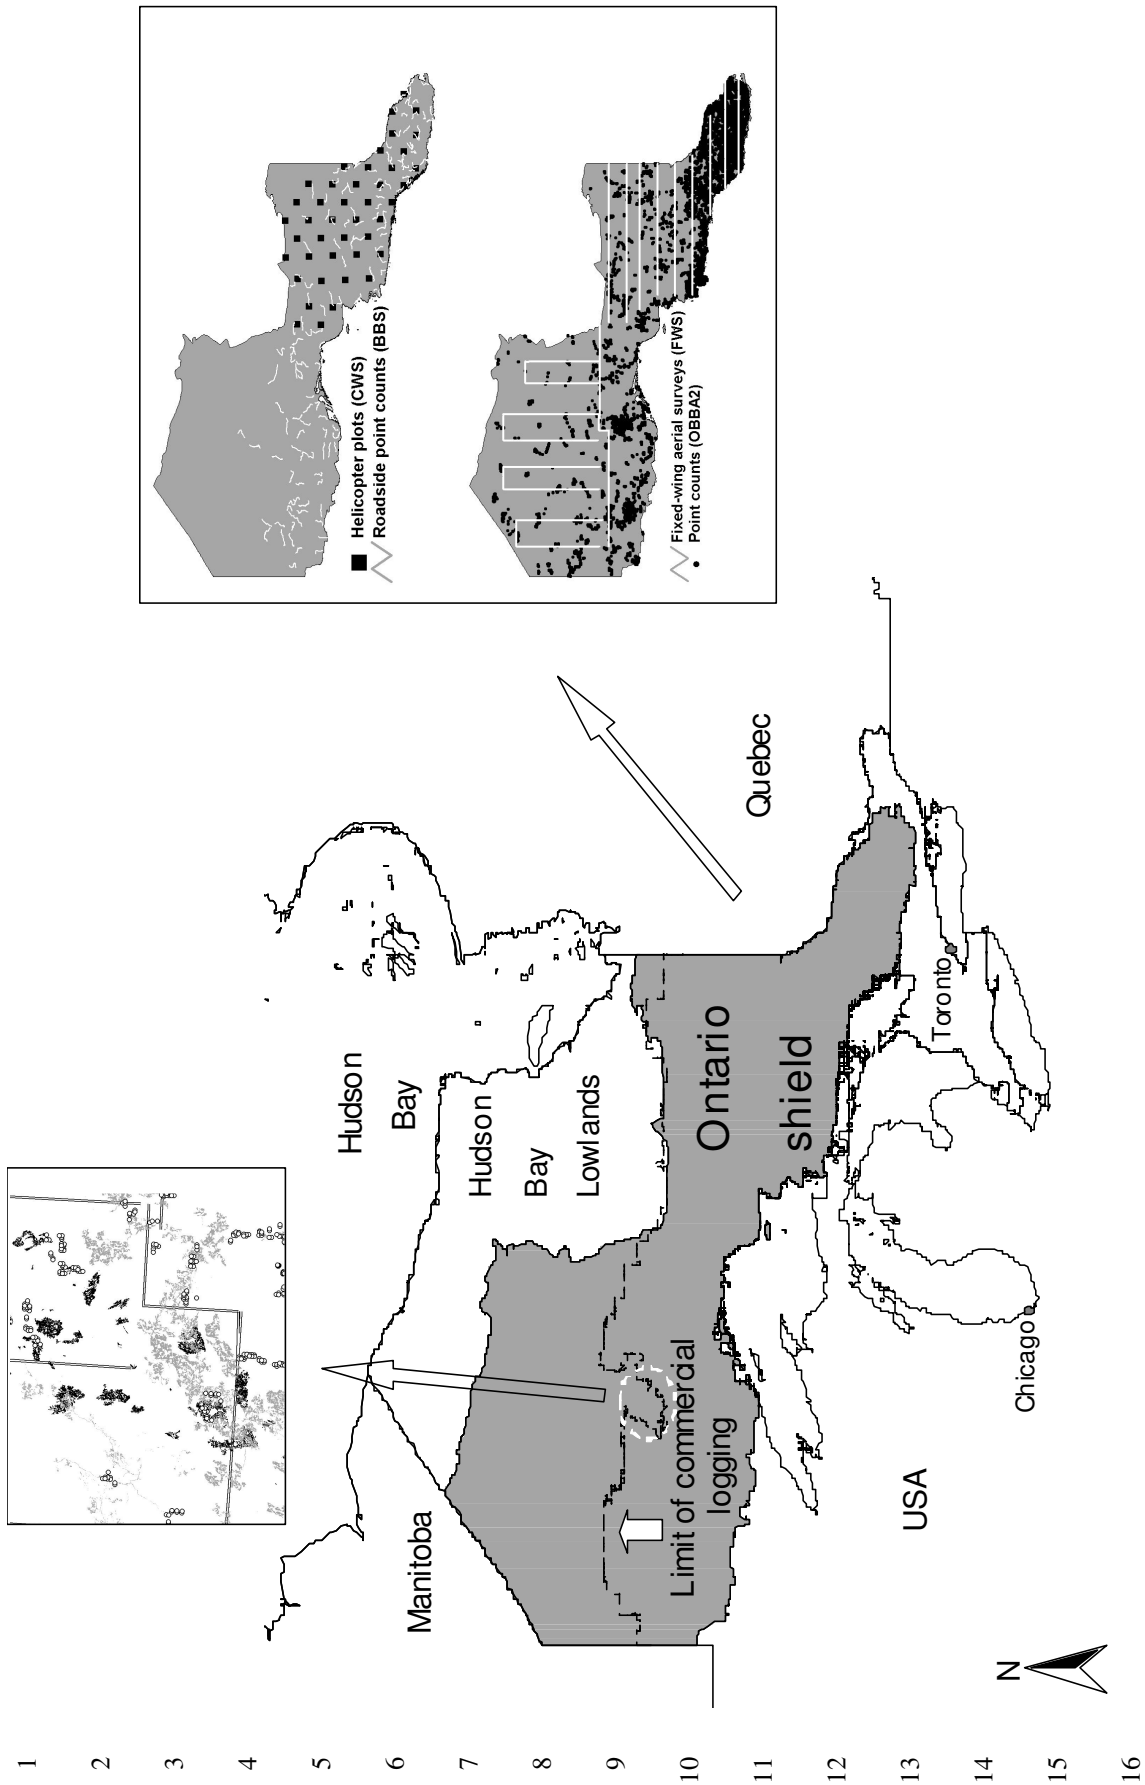 1
2
3
4
5
6
7
8
9
10
11
12
13
14
15
16
Helicopter plots (CWS)
Roadside point counts (BBS)
Fixed-wing aerial surveys (FWS)
Point counts (OBBA2)
Hudson
Bay
Hudson
Bay
Lowlands
Manitoba
Quebec
Ontario
shield
Limit of commercial
logging
USA
Toronto
Chicago
N